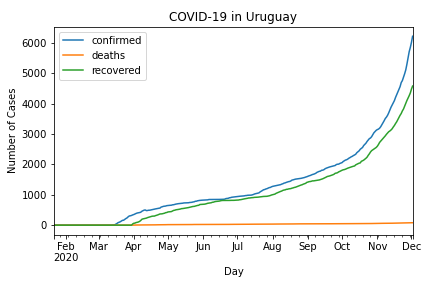 COVID-19 in Uruguay
confirmed
deaths
recovered
Number of Cases
6000
5000
4000
3000
2000
1000
0
Feb Mar Apr May Jun Jul Aug Sep Oct Nov Dec
2020
Day